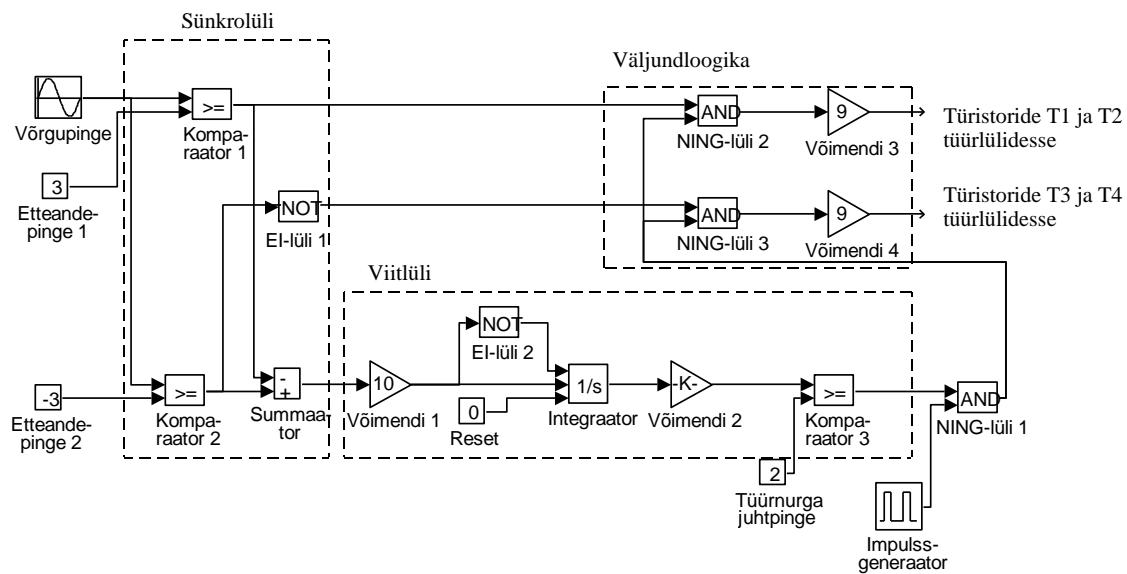 Sünkrolüli
Väljundloogika
Võrgupinge
>=
Kompa-
raator 1
AND
NING-lüli 2
9
Võimendi 3
Türistoride T1 ja T2
tüürlülidesse
3
Etteande-
pinge 1
NOT
EI-lüli 1
AND
NING-lüli 3
9
Võimendi 4
Türistoride T3 ja T4
tüürlülidesse
Viitlüli
NOT
EI-lüli 2
-3
Etteande-
pinge 2
>=
Kompa-
raator 2
-
+
Summaa-
tor
10
Võimendi 1
0
Reset
1/s
Integraator
-K-
Võimendi 2
>=
Kompa-
raator 3
AND
NING-lüli 1
2
Tüürnurga
juhtpinge
Impulss-
generaator